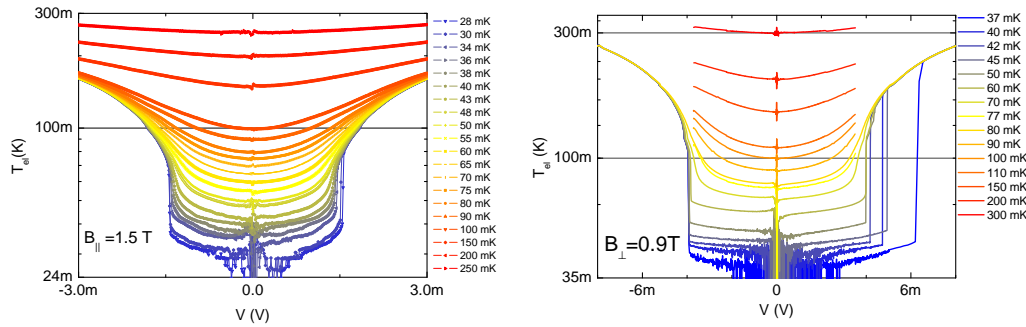 300m
100m
24m
T_el (K)
B_|| =1.5 T
-3.0m 0.0 3.0m
V (V)
28 mK
30 mK
34 mK
36 mK
38 mK
40 mK
43 mK
48 mK
50 mK
55 mK
60 mK
65 mK
70 mK
75 mK
80 mK
90 mK
100 mK
150 mK
200 mK
250 mK
300m
100m
35m
T_el (K)
B_⊥=0.9T
-6m 0 6m
V (V)
37 mK
40 mK
42 mK
45 mK
50 mK
60 mK
70 mK
77 mK
80 mK
90 mK
100 mK
110 mK
150 mK
200 mK
300 mK